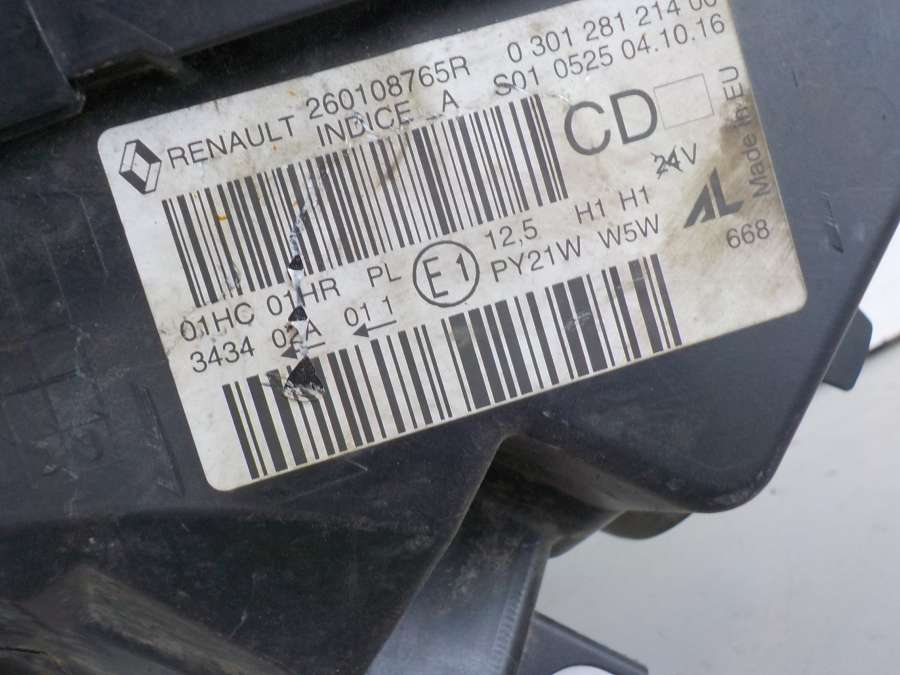 RENAULT 260108765R 0 301 281 214 00
INDICE A S01 0525 04.10.16
CD
24V
Made in EU
AL
668
01HC 01HR PL E1 12,5 H1 H1
3434 02A 01 1 PY21W W5W